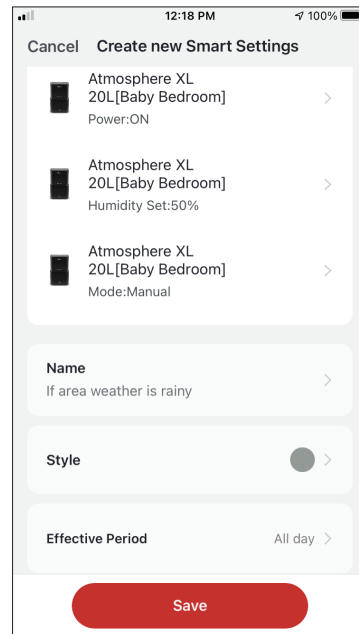 12:18 PM
100%
Cancel Create new Smart Settings
Atmosphere XL
20L[Baby Bedroom]
Power:ON
Atmosphere XL
20L[Baby Bedroom]
Humidity Set:50%
Atmosphere XL
20L[Baby Bedroom]
Mode:Manual
Name
If area weather is rainy
Style
Effective Period
All day
Save